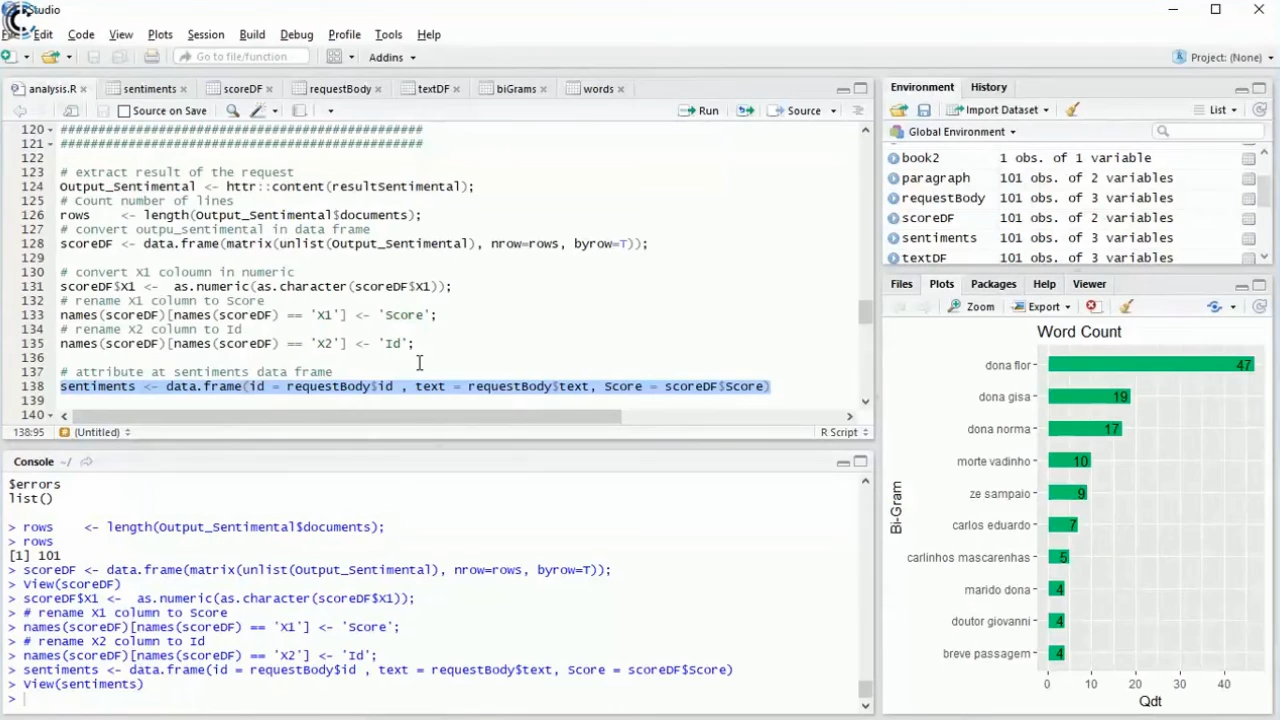 RStudio
File Edit Code View Plots Session Build Debug Profile Tools Help
Go to file/function Addins Project: (None)
analysis.R sentiments scoreDF requestBody textDF biGrams words
Source on Save Run Source
120 ################################################
121 ################################################
122
123 # extract result of the request
124 Output_Sentimental <- httr::content(resultSentimental);
125 # Count number of lines
126 rows <- length(Output_Sentimental$documents);
127 # convert outpu_sentimental in data frame
128 scoreDF <- data.frame(matrix(unlist(Output_Sentimental), nrow=rows, byrow=T));
129
130 # convert X1 coloumn in numeric
131 scoreDF$X1 <- as.numeric(as.character(scoreDF$X1));
132 # rename X1 column to Score
133 names(scoreDF)[names(scoreDF) == 'X1'] <- 'Score';
134 # rename X2 column to Id
135 names(scoreDF)[names(scoreDF) == 'X2'] <- 'Id';
136
137 # attribute at sentiments data frame
138 sentiments <- data.frame(id = requestBody$id , text = requestBody$text, Score = scoreDF$Score)
139
140
138:95 (Untitled) R Script
Console ~/
$errors
list()
> rows <- length(Output_Sentimental$documents);
> rows
[1] 101
> scoreDF <- data.frame(matrix(unlist(Output_Sentimental), nrow=rows, byrow=T));
> View(scoreDF)
> scoreDF$X1 <- as.numeric(as.character(scoreDF$X1));
> # rename X1 column to Score
> names(scoreDF)[names(scoreDF) == 'X1'] <- 'Score';
> # rename X2 column to Id
> names(scoreDF)[names(scoreDF) == 'X2'] <- 'Id';
> sentiments <- data.frame(id = requestBody$id , text = requestBody$text, Score = scoreDF$Score)
> View(sentiments)
>
Environment History
Import Dataset List
Global Environment
book2 1 obs. of 1 variable
paragraph 101 obs. of 2 variables
requestBody 101 obs. of 3 variables
scoreDF 101 obs. of 2 variables
sentiments 101 obs. of 3 variables
textDF 101 obs. of 3 variables
Files Plots Packages Help Viewer
Zoom Export
Word Count
dona flor 47
dona gisa 19
dona norma 17
morte vadinho 10
ze sampaio 9
carlos eduardo 7
carlinhos mascarenhas 5
marido dona 4
doutor giovanni 4
breve passagem 4
Bi-Gram
0 10 20 30 40
Qdt